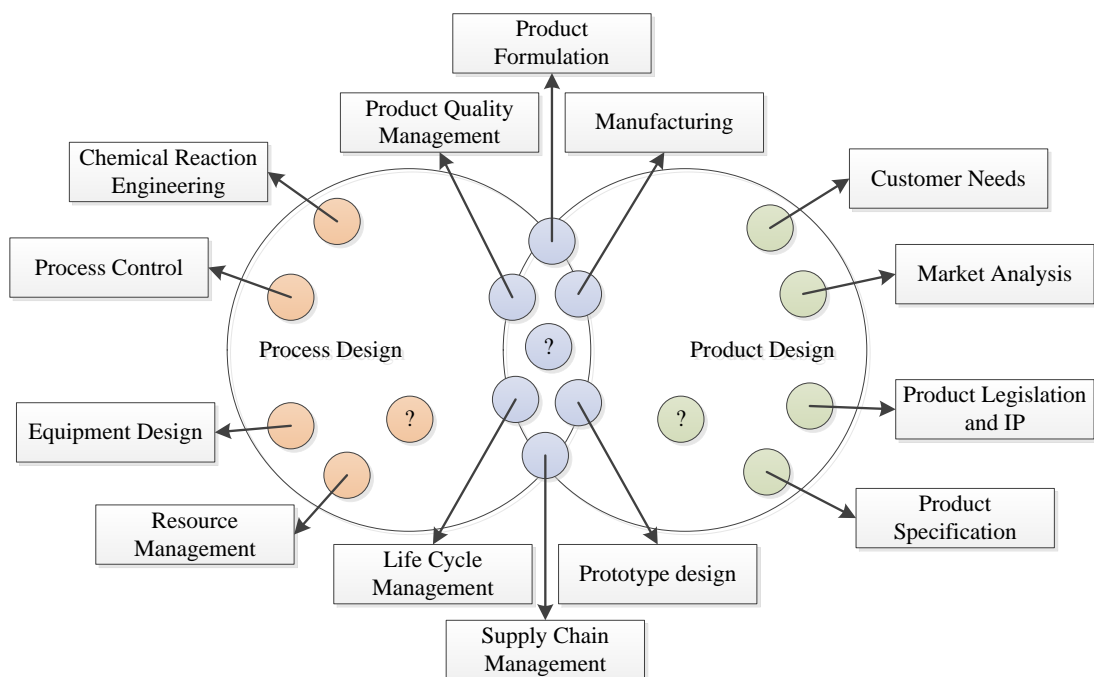 Product
Formulation
Product Quality
Management
Manufacturing
Chemical Reaction
Engineering
Customer Needs
Process Control
Market Analysis
Process Design
?
Product Design
Equipment Design
?
?
Product Legislation
and IP
Resource
Management
Product
Specification
Life Cycle
Management
Prototype design
Supply Chain
Management